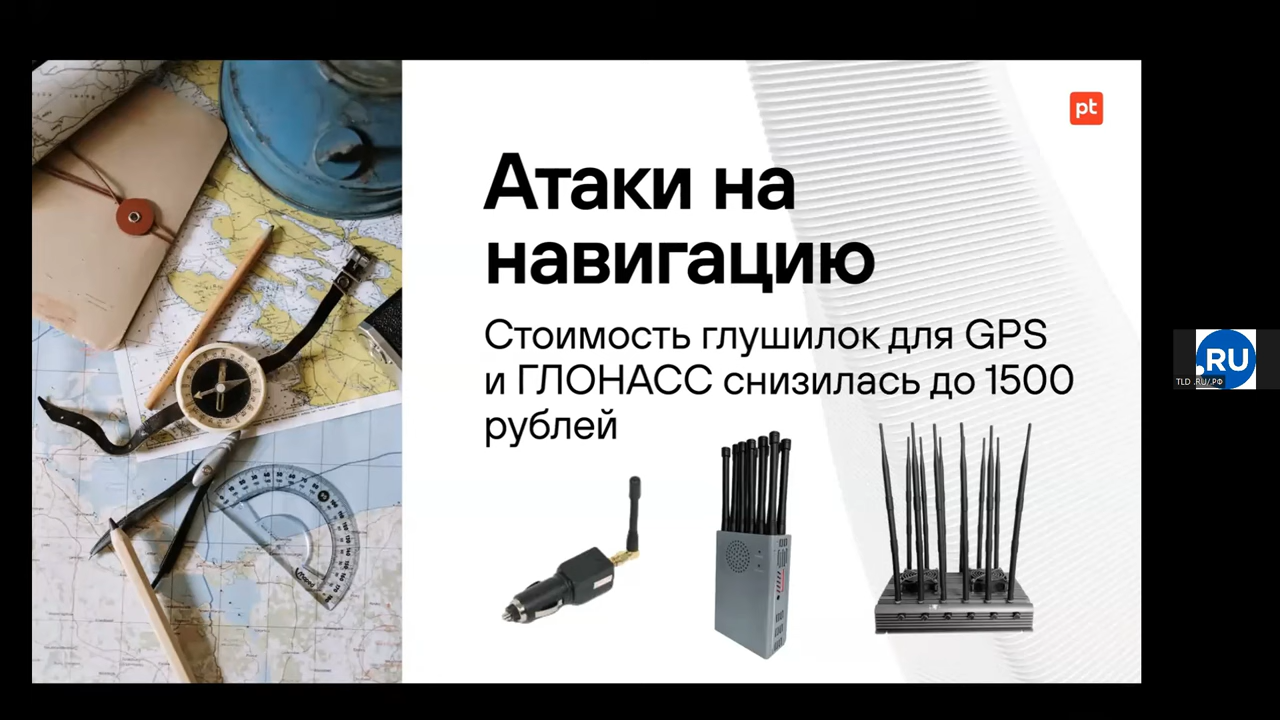 pt
Атаки на
навигацию
Стоимость глушилок для GPS
и ГЛОНАСС снизилась до 1500
рублей
.RU
TLD .RU/.РФ